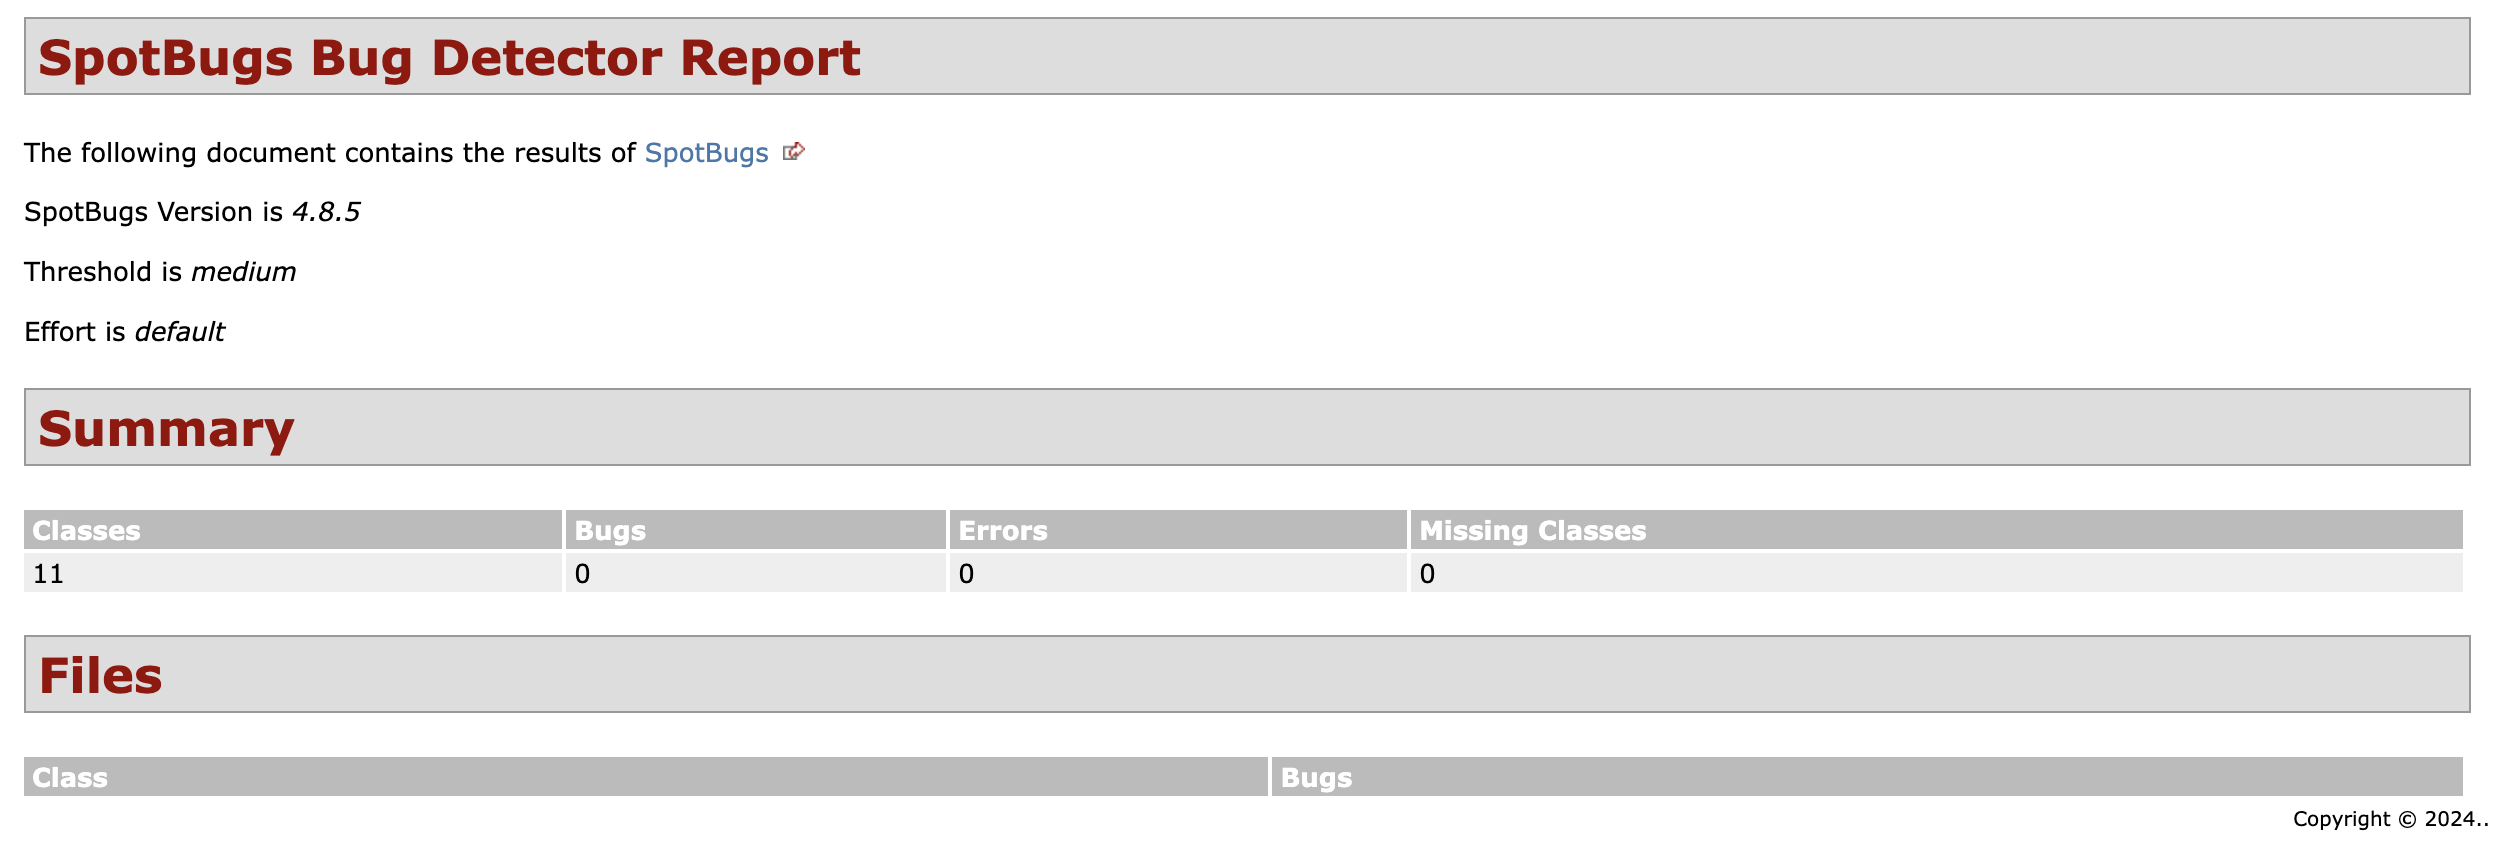 SpotBugs Bug Detector Report
The following document contains the results of SpotBugs
SpotBugs Version is 4.8.5
Threshold is medium
Effort is default
Summary
Classes Bugs Errors Missing Classes
11 0 0 0
Files
Class Bugs
Copyright © 2024..